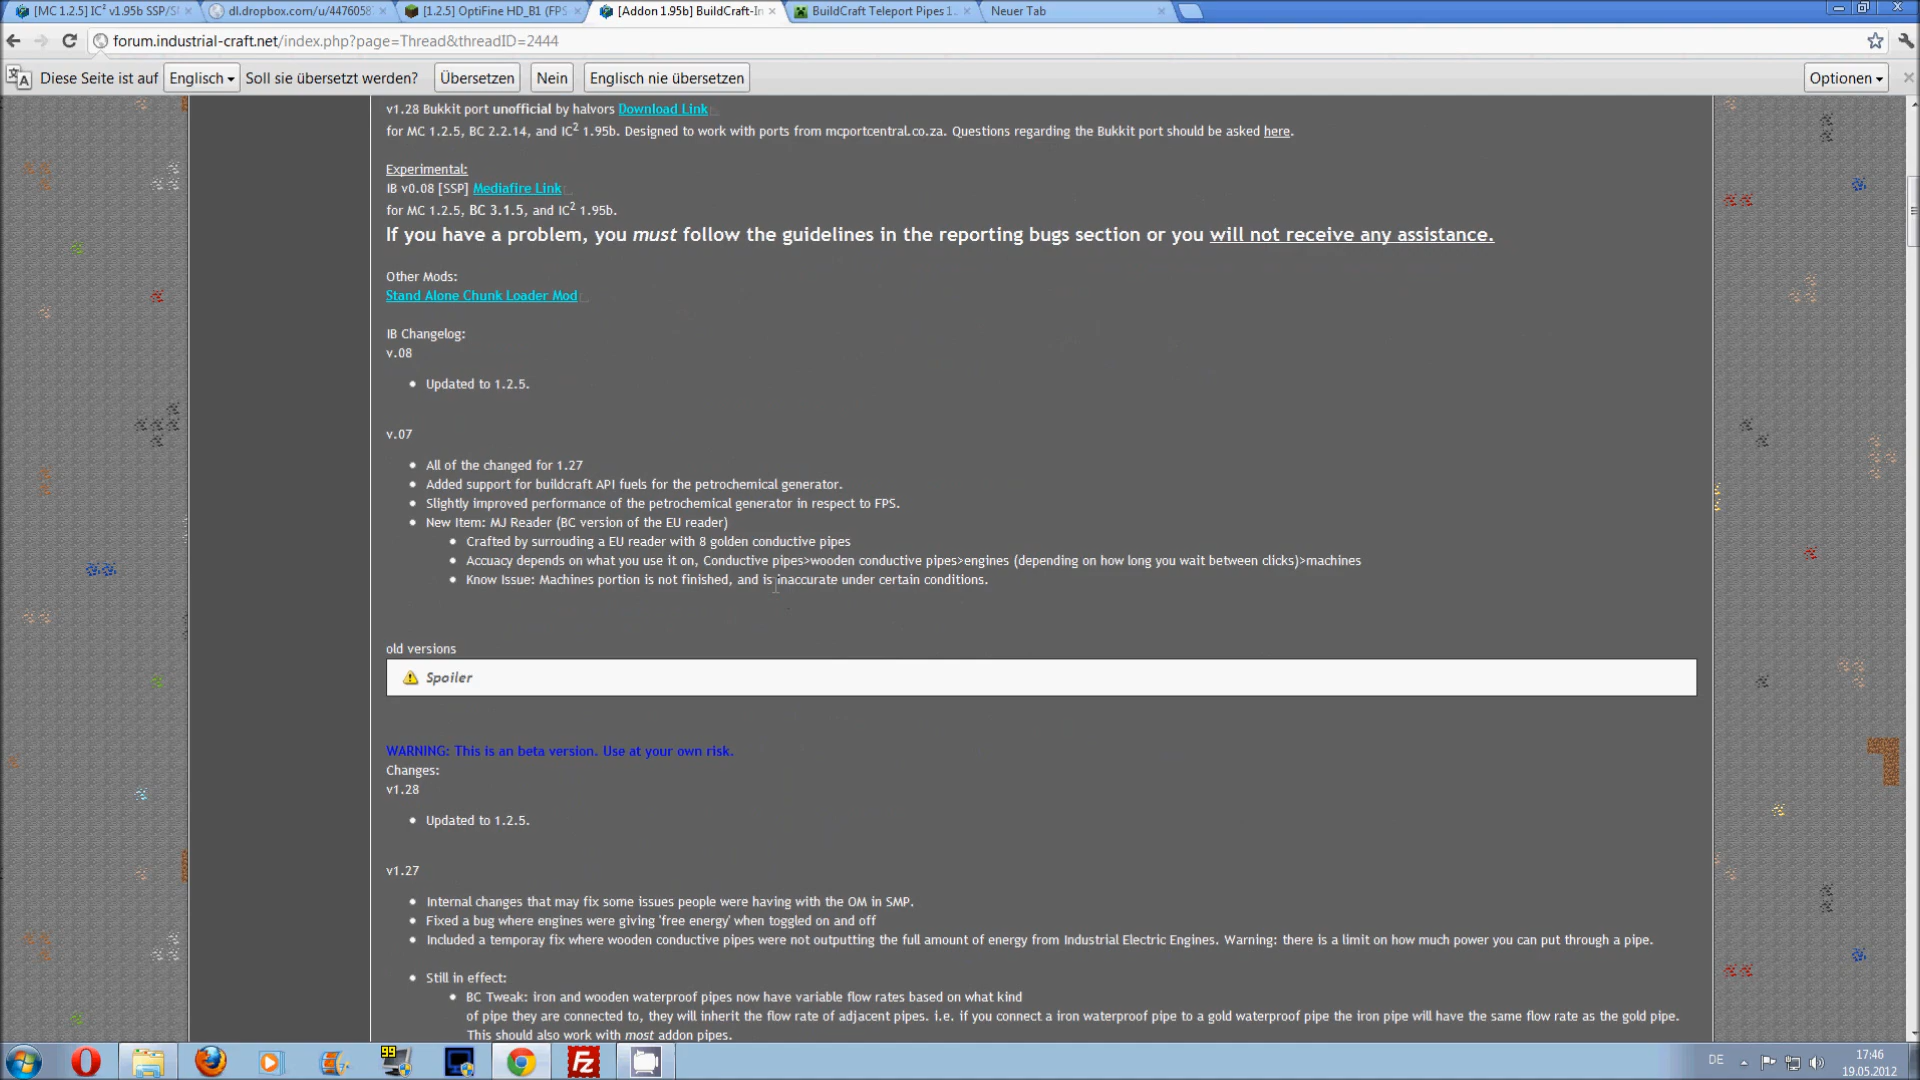 [MC 1.2.5] IC² v1.95b SSP/S
dl.dropbox.com/u/4476058
[1.2.5] OptiFine HD_B1 (FPS
[Addon 1.95b] BuildCraft-In
BuildCraft Teleport Pipes 1.
Neuer Tab
forum.industrial-craft.net/index.php?page=Thread&threadID=2444
Diese Seite ist auf Englisch Soll sie übersetzt werden? Übersetzen Nein Englisch nie übersetzen Optionen
v1.28 Bukkit port unofficial by halvors Download Link
for MC 1.2.5, BC 2.2.14, and IC² 1.95b. Designed to work with ports from mcportcentral.co.za. Questions regarding the Bukkit port should be asked here.
Experimental:
IB v0.08 [SSP] Mediafire Link
for MC 1.2.5, BC 3.1.5, and IC² 1.95b.
If you have a problem, you must follow the guidelines in the reporting bugs section or you will not receive any assistance.
Other Mods:
Stand Alone Chunk Loader Mod
IB Changelog:
v.08
• Updated to 1.2.5.
v.07
• All of the changed for 1.27
• Added support for buildcraft API fuels for the petrochemical generator.
• Slightly improved performance of the petrochemical generator in respect to FPS.
• New Item: MJ Reader (BC version of the EU reader)
• Crafted by surrouding a EU reader with 8 golden conductive pipes
• Accuacy depends on what you use it on, Conductive pipes>wooden conductive pipes>engines (depending on how long you wait between clicks)>machines
• Know Issue: Machines portion is not finished, and is inaccurate under certain conditions.
old versions
Spoiler
WARNING: This is an beta version. Use at your own risk.
Changes:
v1.28
• Updated to 1.2.5.
v1.27
• Internal changes that may fix some issues people were having with the OM in SMP.
• Fixed a bug where engines were giving 'free energy' when toggled on and off
• Included a temporay fix where wooden conductive pipes were not outputting the full amount of energy from Industrial Electric Engines. Warning: there is a limit on how much power you can put through a pipe.
• Still in effect:
• BC Tweak: iron and wooden waterproof pipes now have variable flow rates based on what kind
of pipe they are connected to, they will inherit the flow rate of adjacent pipes. i.e. if you connect a iron waterproof pipe to a gold waterproof pipe the iron pipe will have the same flow rate as the gold pipe.
This should also work with most addon pipes.
99
Fz
DE
17:46
19.05.2012